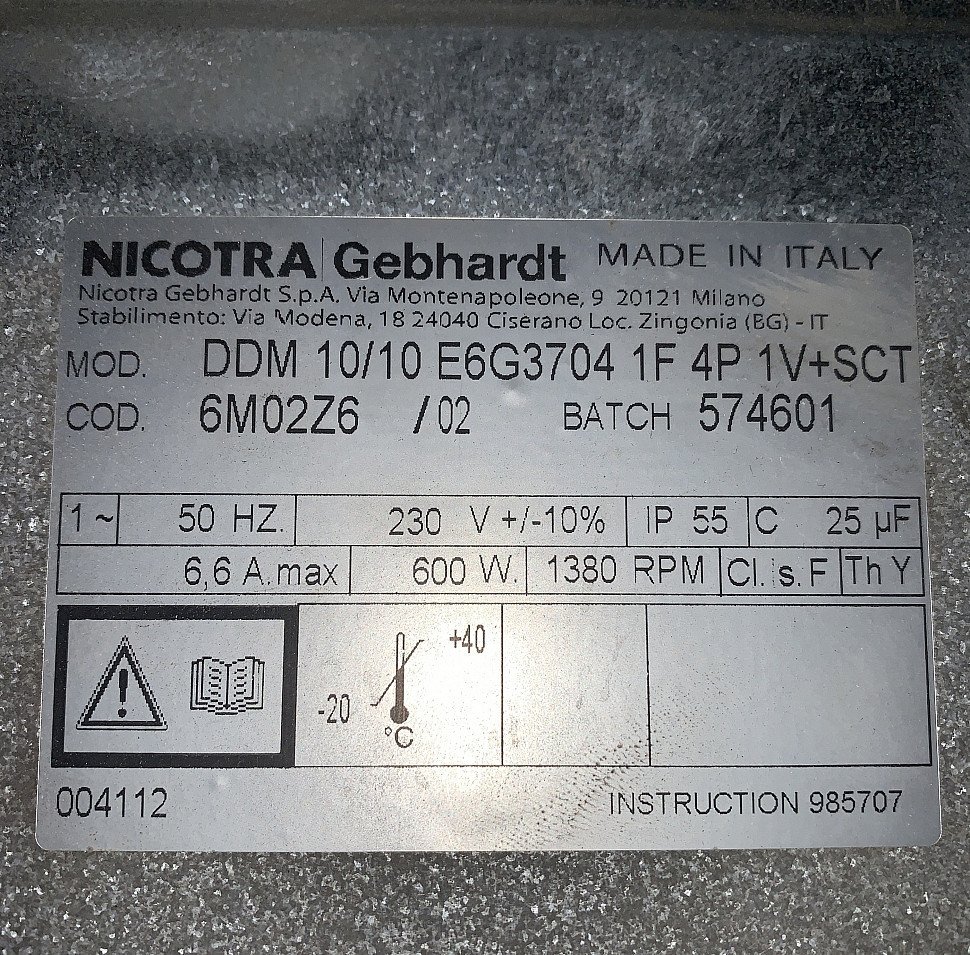 NICOTRA Gebhardt MADE IN ITALY
Nicotra Gebhardt S.p.A. Via Montenapoleone, 9 20121 Milano
Stabilimento: Via Modena, 18 24040 Ciserano Loc. Zingonia (BG) - IT
MOD. DDM 10/10 E6G3704 1F 4P 1V+SCT
COD. 6M02Z6 /02 BATCH 574601
1 ~ 50 HZ. 230 V +/-10% IP 55 C 25 µF
6,6 A.max 600 W. 1380 RPM Cl. Is. F Th Y
+40
-20
°C
004112 INSTRUCTION 985707